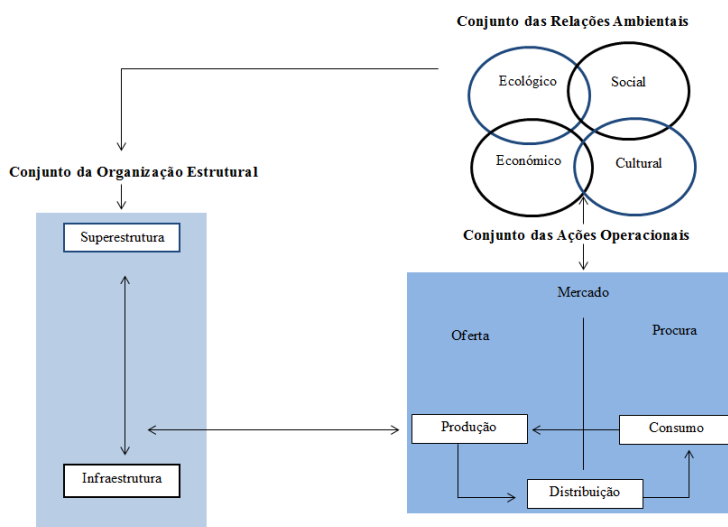 Conjunto das Relações Ambientais
Ecológico
Social
Económico
Cultural
Conjunto da Organização Estrutural
Superestrutura
Infraestrutura
Conjunto das Ações Operacionais
Mercado
Oferta
Procura
Produção
Consumo
Distribuição